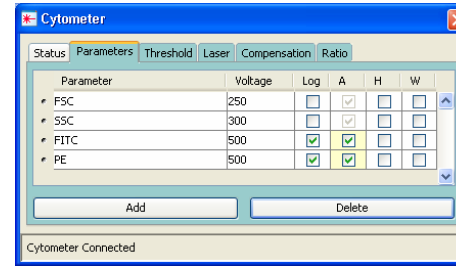 Cytometer
Status Parameters Threshold Laser Compensation Ratio
Parameter Voltage Log A H W
FSC 250
SSC 300
FITC 500
PE 500
Add Delete
Cytometer Connected